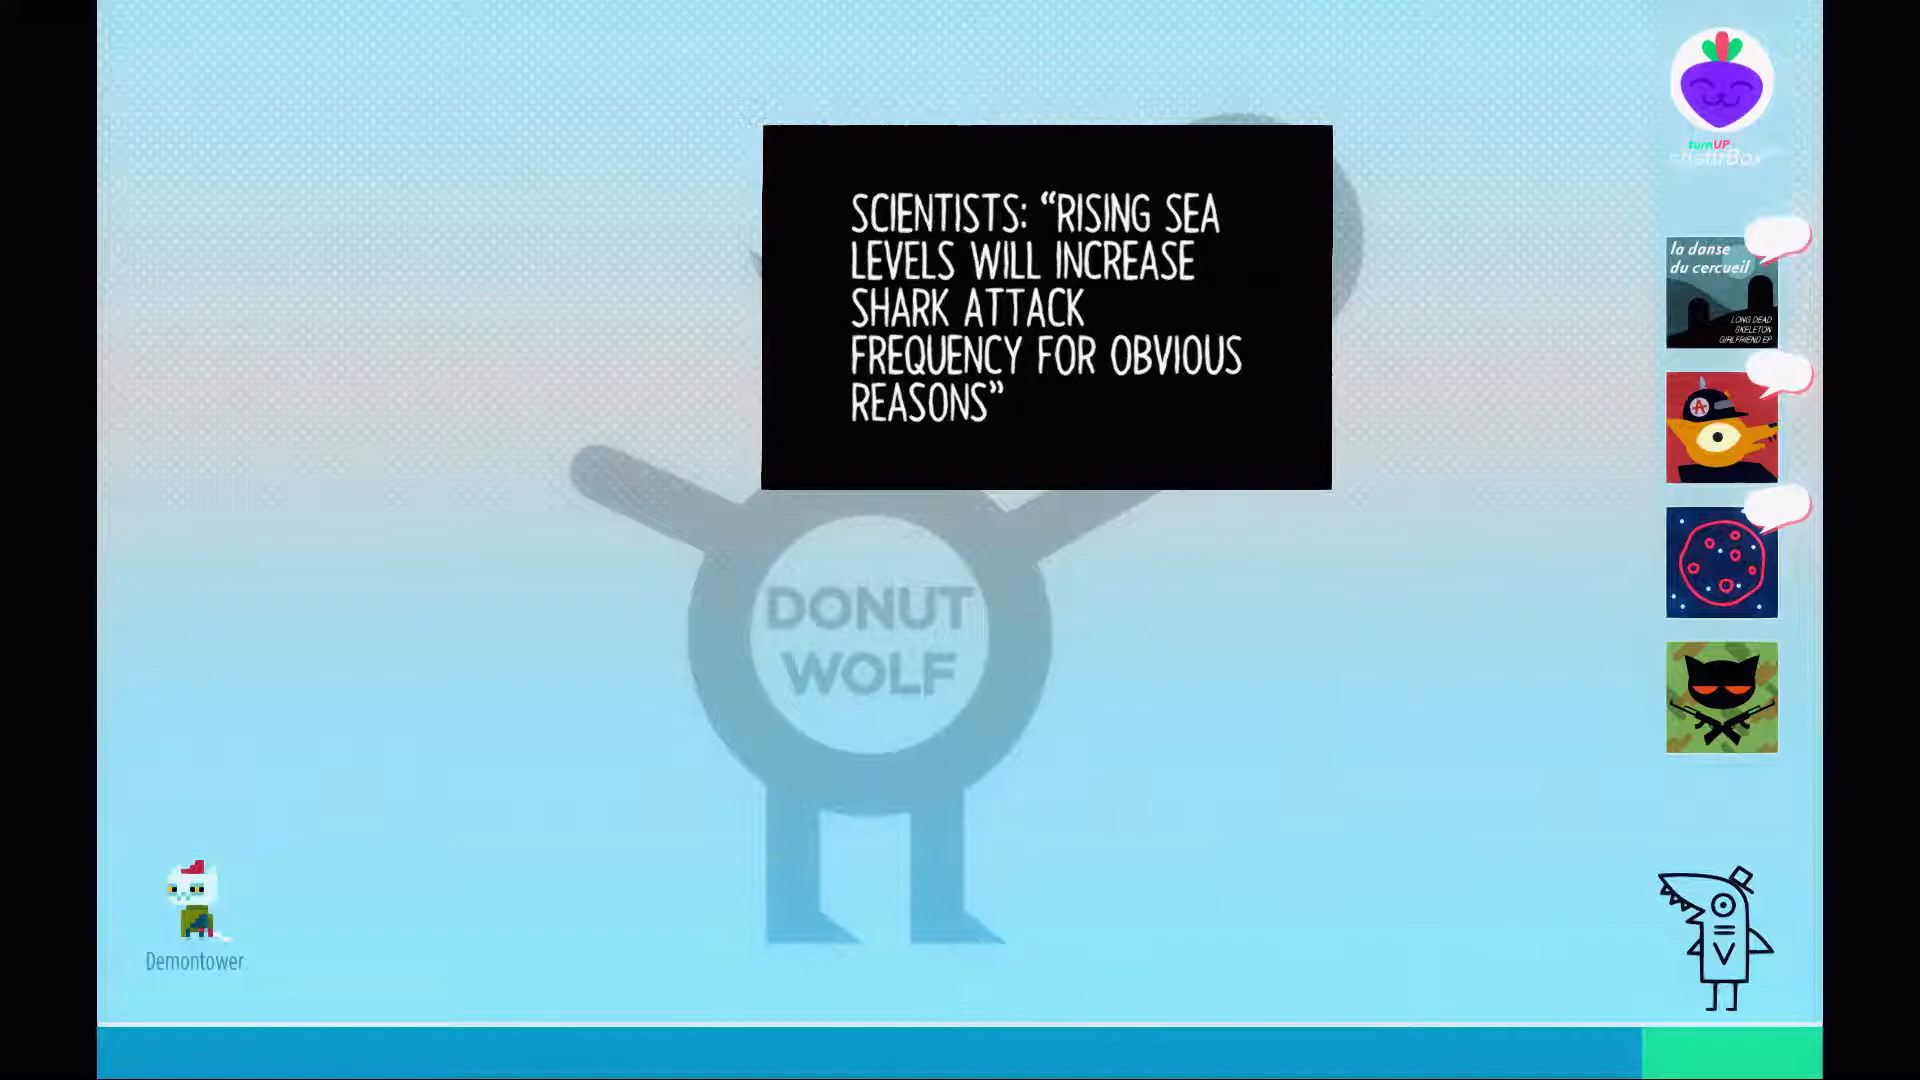 SCIENTISTS: “RISING SEA
LEVELS WILL INCREASE
SHARK ATTACK
FREQUENCY FOR OBVIOUS
REASONS”
DONUT
WOLF
turnUP
la danse
du cercueil
LONG DEAD
SKELETON
GIRLFRIEND EP
A
Demontower